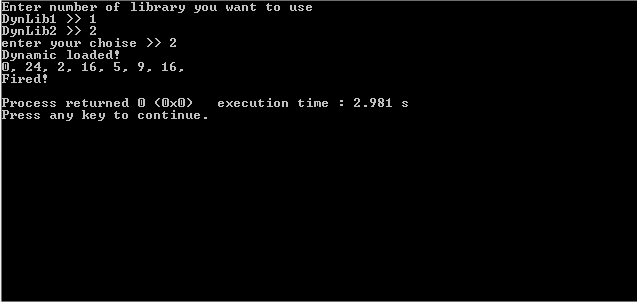 Enter number of library you want to use
DynLib1 >> 1
DynLib2 >> 2
enter your choise >> 2
Dynamic loaded!
0, 24, 2, 16, 5, 9, 16,
Fired!
Process returned 0 (0x0)   execution time : 2.981 s
Press any key to continue.